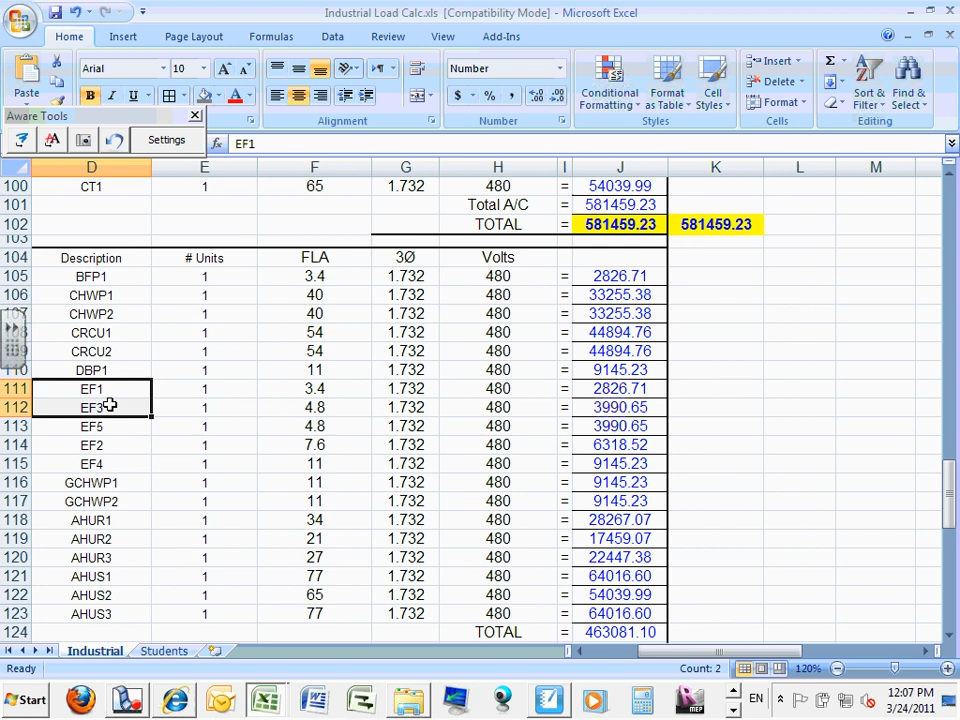 Industrial Load Calc.xls [Compatibility Mode] - Microsoft Excel
Home Insert Page Layout Formulas Data Review View Add-Ins
Paste Arial 10 A A Number Conditional Formatting Format as Table Cell Styles Insert Delete Format Σ Sort & Filter Find & Select
B I U A $ % ,
Alignment Number Styles Cells Editing
Aware Tools
Settings
fx EF1
D E F G H I J K L M
100 CT1 1 65 1.732 480 = 54039.99
101 Total A/C = 581459.23
102 TOTAL = 581459.23 581459.23
103
104 Description # Units FLA 3Ø Volts
105 BFP1 1 3.4 1.732 480 = 2826.71
106 CHWP1 1 40 1.732 480 = 33255.38
107 CHWP2 1 40 1.732 480 = 33255.38
108 CRCU1 1 54 1.732 480 = 44894.76
109 CRCU2 1 54 1.732 480 = 44894.76
110 DBP1 1 11 1.732 480 = 9145.23
111 EF1 1 3.4 1.732 480 = 2826.71
112 EF3 1 4.8 1.732 480 = 3990.65
113 EF5 1 4.8 1.732 480 = 3990.65
114 EF2 1 7.6 1.732 480 = 6318.52
115 EF4 1 11 1.732 480 = 9145.23
116 GCHWP1 1 11 1.732 480 = 9145.23
117 GCHWP2 1 11 1.732 480 = 9145.23
118 AHUR1 1 34 1.732 480 = 28267.07
119 AHUR2 1 21 1.732 480 = 17459.07
120 AHUR3 1 27 1.732 480 = 22447.38
121 AHUS1 1 77 1.732 480 = 64016.60
122 AHUS2 1 65 1.732 480 = 54039.99
123 AHUS3 1 77 1.732 480 = 64016.60
124 TOTAL = 463081.10
Industrial Students
Ready Count: 2 120%
Start EN 12:07 PM
3/24/2011